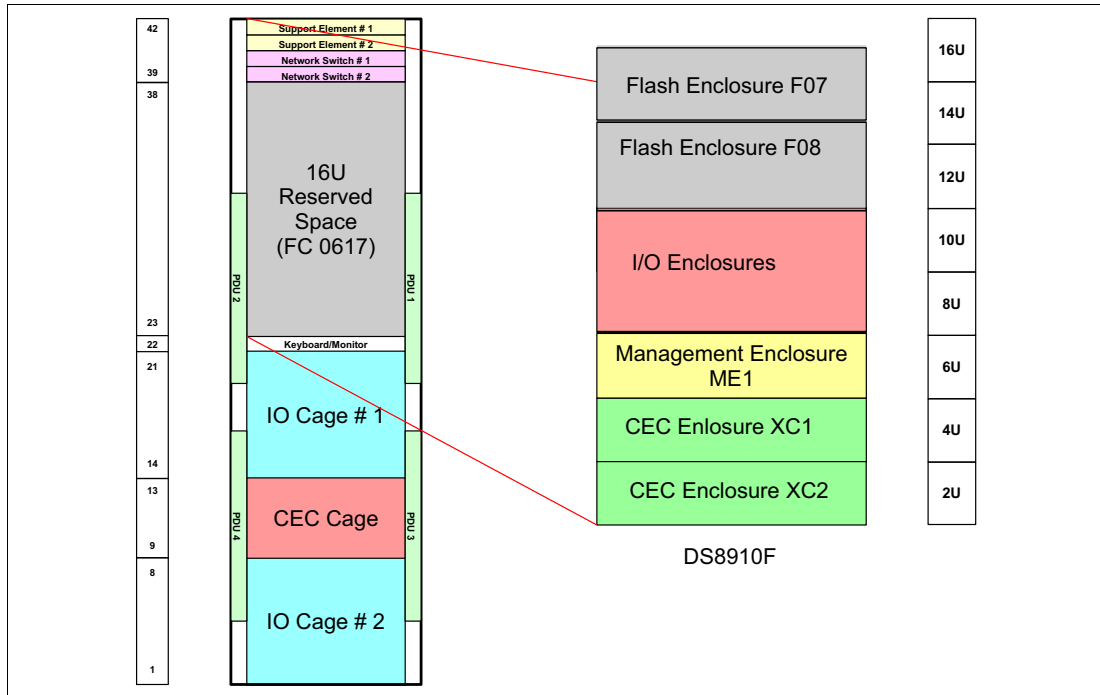 42
39
38
23
22
21
14
13
9
8
1
Support Element # 1
Support Element # 2
Network Switch # 1
Network Switch # 2
16U
Reserved
Space
(FC 0617)
PDU 2
PDU 1
Keyboard/Monitor
IO Cage # 1
CEC Cage
PDU 4
PDU 3
IO Cage # 2
Flash Enclosure F07
Flash Enclosure F08
I/O Enclosures
Management Enclosure
ME1
CEC Enlosure XC1
CEC Enclosure XC2
DS8910F
16U
14U
12U
10U
8U
6U
4U
2U